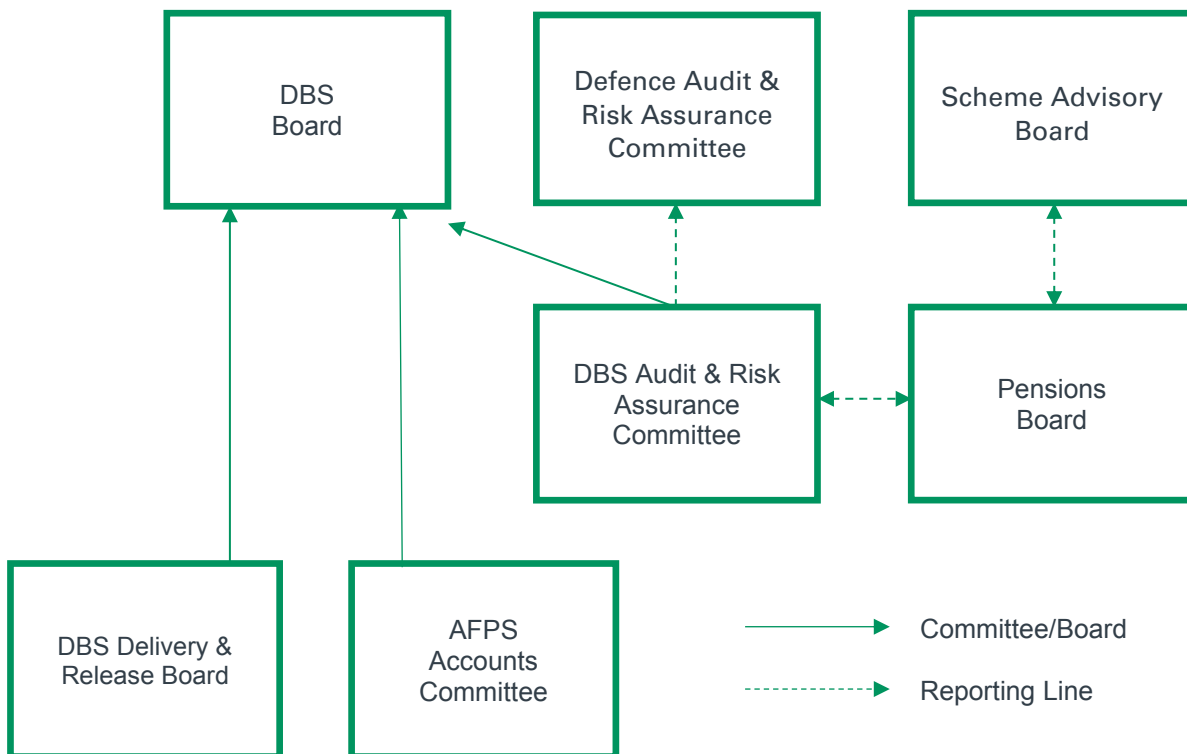 DBS
Board
Defence Audit &
Risk Assurance
Committee
Scheme Advisory
Board
DBS Audit & Risk
Assurance
Committee
Pensions
Board
DBS Delivery &
Release Board
AFPS
Accounts
Committee
Committee/Board
Reporting Line